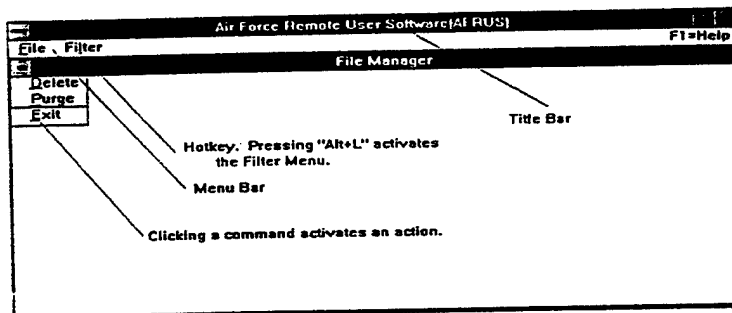 Air Force Remote User Software(AFRUS)
File Filter F1=Help
File Manager
Delete
Purge
Exit
Title Bar
Hotkey. Pressing "Alt+L" activates
the Filter Menu.
Menu Bar
Clicking a command activates an action.